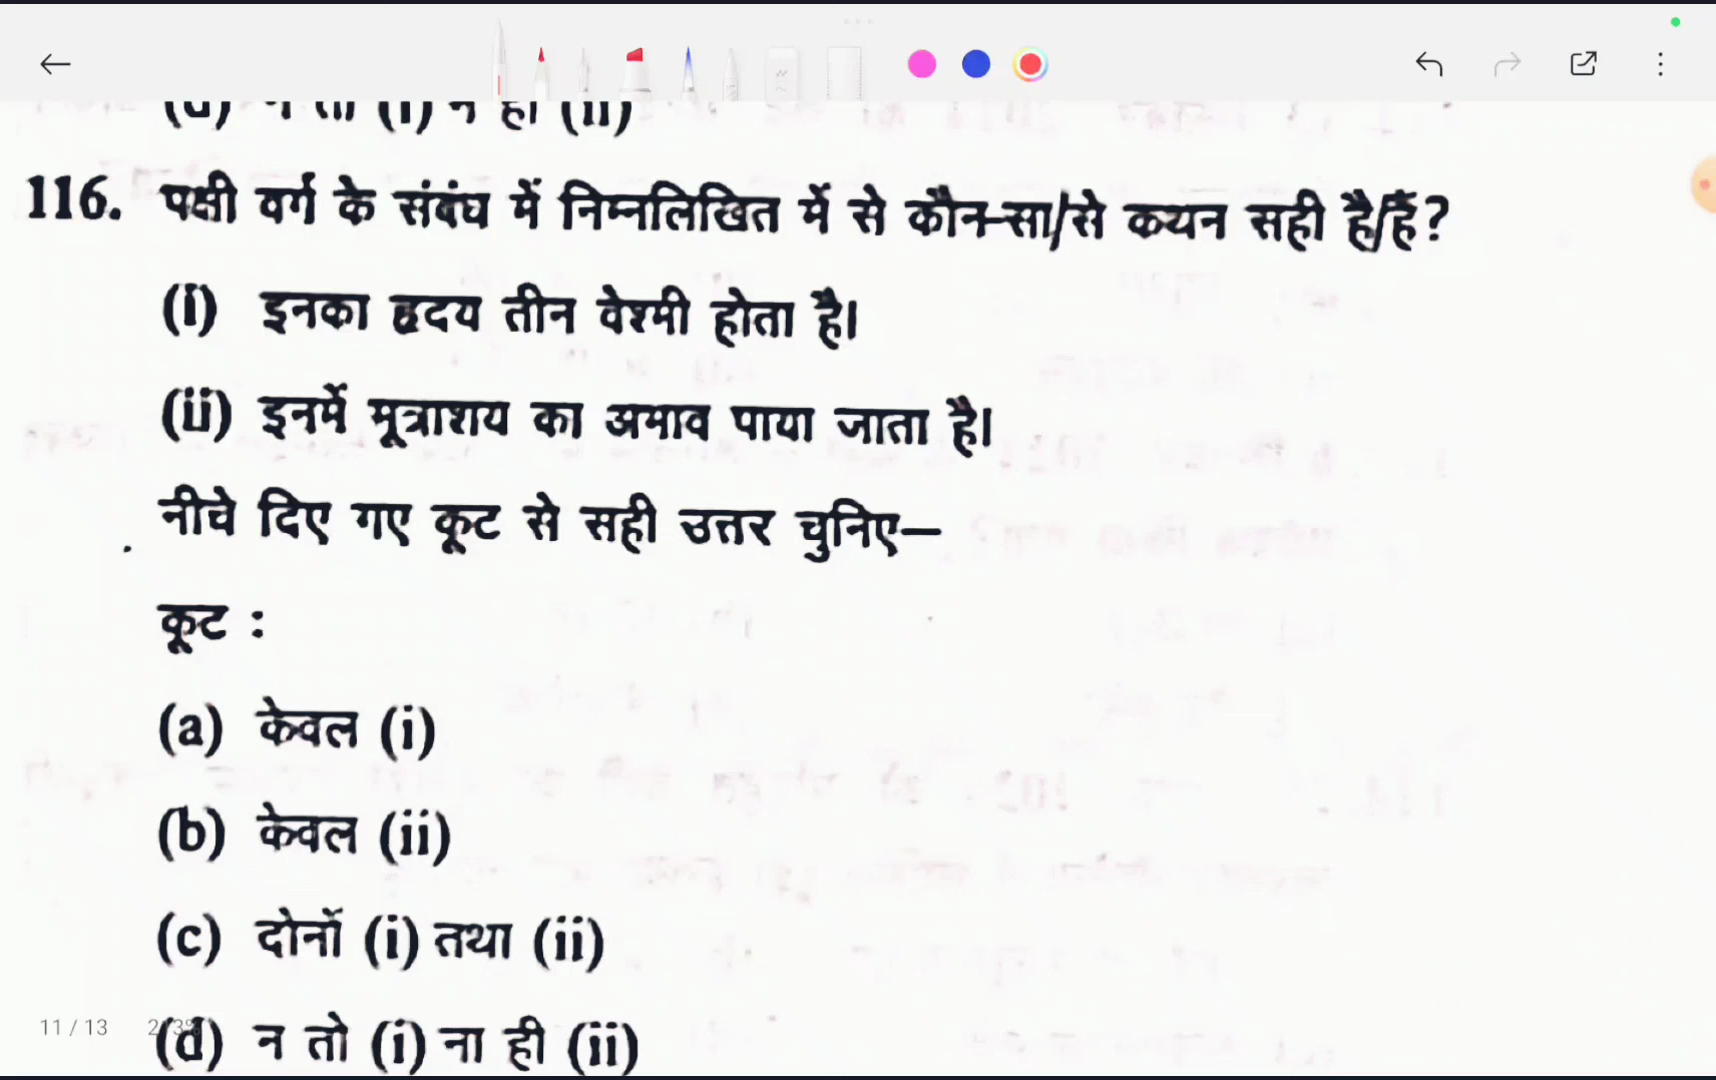 न तो (i) न ही (ii)
116. पक्षी वर्ग के संबंध में निम्नलिखित में से कौन-सा/से कथन सही है/हैं?
(i) इनका हृदय तीन वेश्मी होता है।
(ii) इनमें मूत्राशय का अभाव पाया जाता है।
नीचे दिए गए कूट से सही उत्तर चुनिए—
कूट :
(a) केवल (i)
(b) केवल (ii)
(c) दोनों (i) तथा (ii)
(d) न तो (i) ना ही (ii)
11 / 13